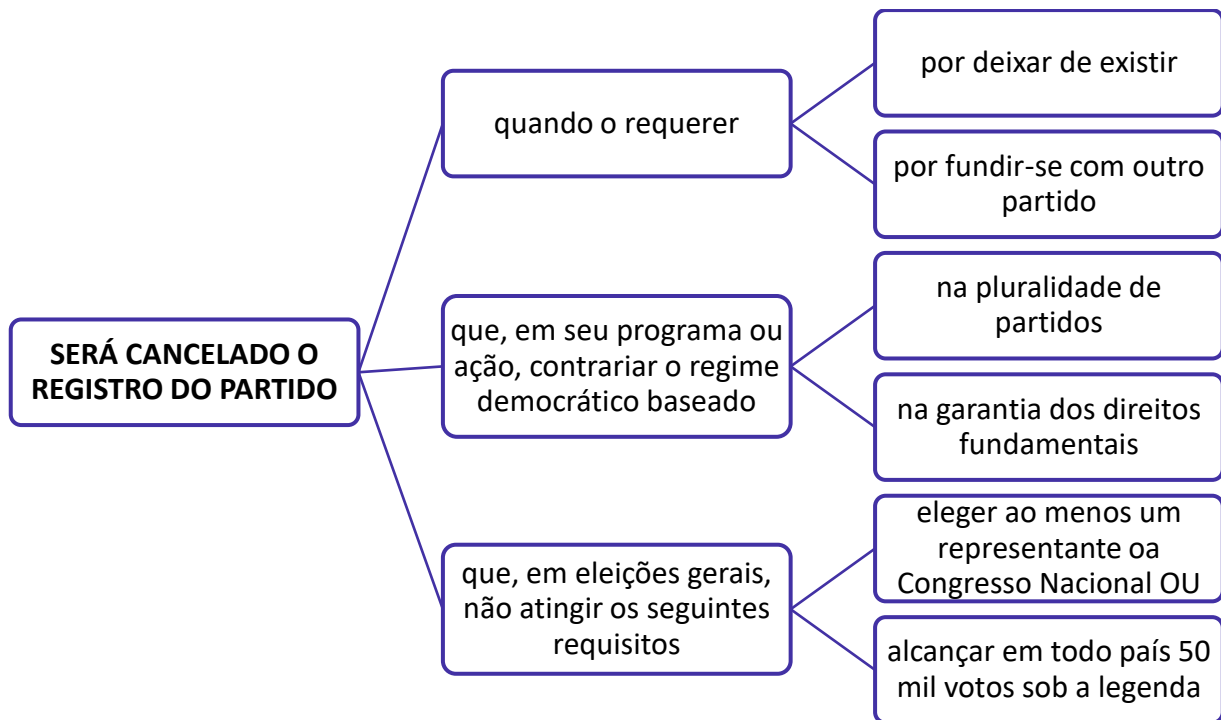 SERÁ CANCELADO O
REGISTRO DO PARTIDO
quando o requerer
por deixar de existir
por fundir-se com outro
partido
que, em seu programa ou
ação, contrariar o regime
democrático baseado
na pluralidade de
partidos
na garantia dos direitos
fundamentais
que, em eleições gerais,
não atingir os seguintes
requisitos
eleger ao menos um
representante oa
Congresso Nacional OU
alcançar em todo país 50
mil votos sob a legenda